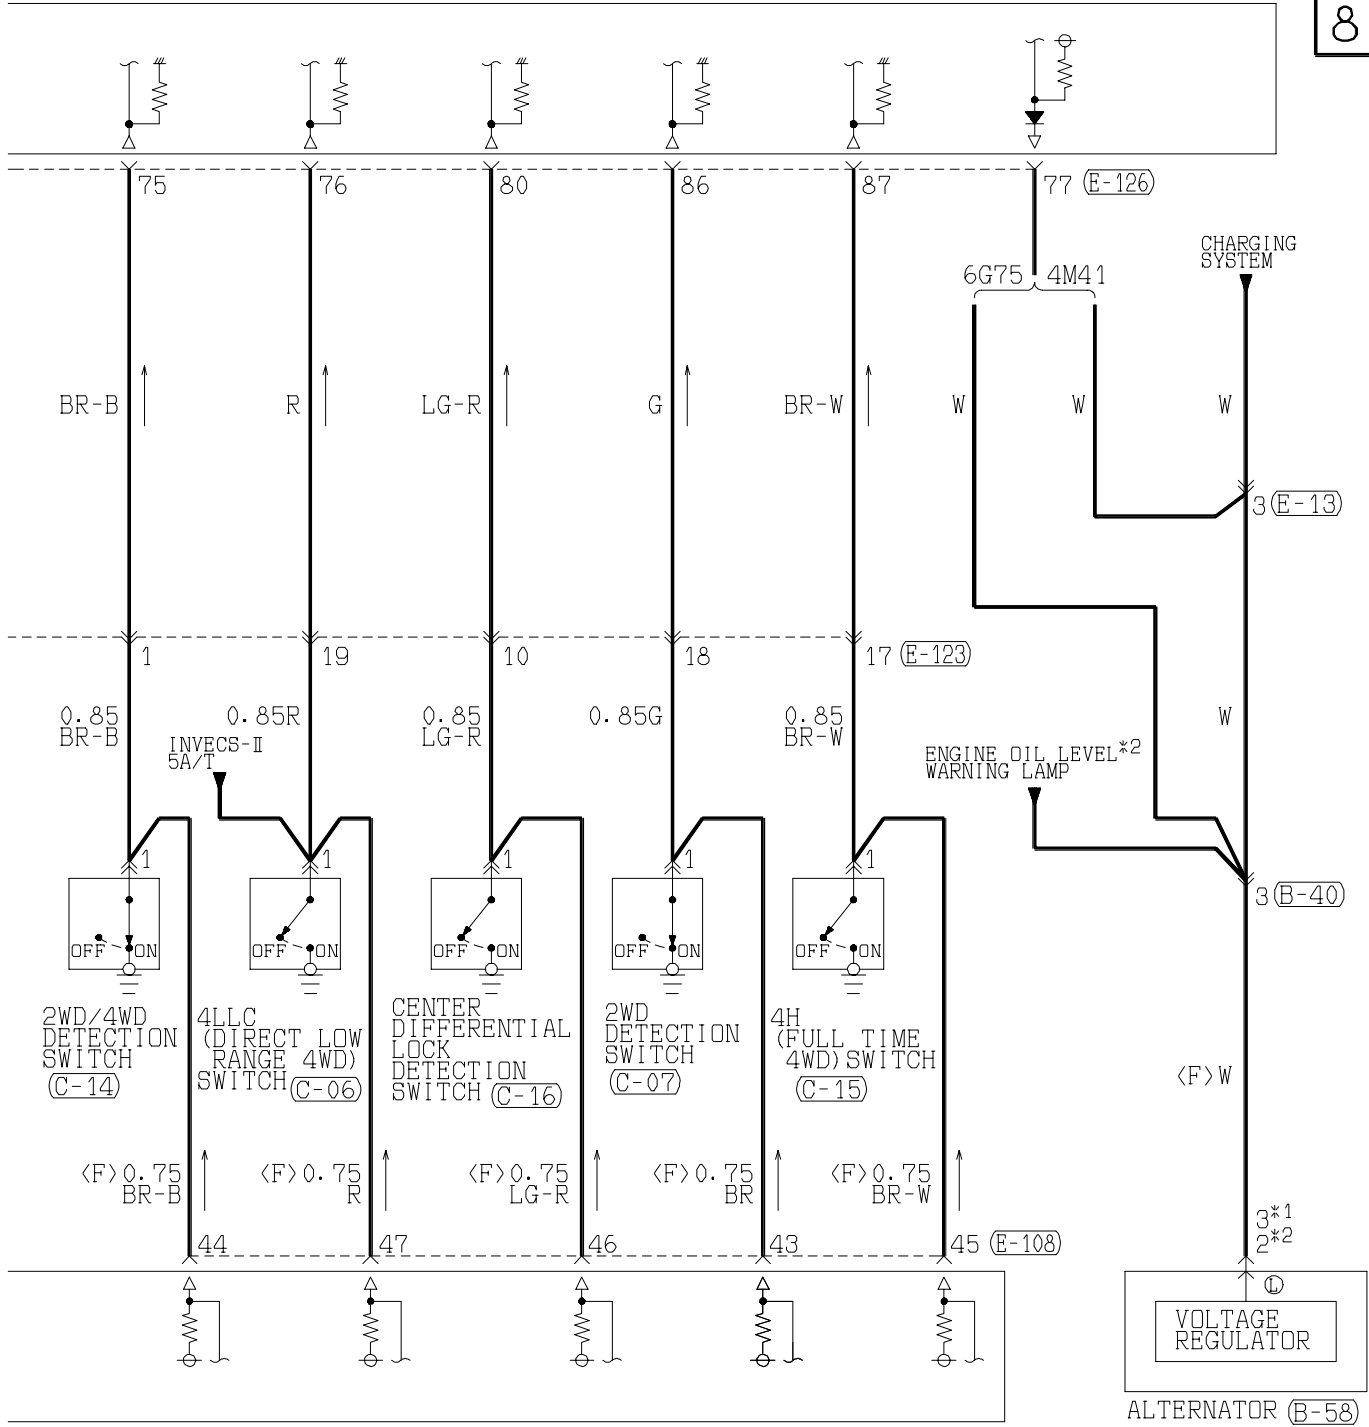 8
75 76 80 86 87 77 (E-126)
CHARGING
SYSTEM
6G75 4M41
BR-B R LG-R G BR-W W W W
3 (E-13)
1 19 10 18 17 (E-123)
0.85 0.85R 0.85 0.85G 0.85 W
BR-B LG-R BR-W
INVECS-Ⅱ
5A/T
ENGINE OIL LEVEL*2
WARNING LAMP
1 1 1 1 1
3 (B-40)
OFF ON OFF ON OFF ON OFF ON OFF ON
2WD/4WD
DETECTION
SWITCH
(C-14)
4LLC
(DIRECT LOW
RANGE 4WD)
SWITCH (C-06)
CENTER
DIFFERENTIAL
LOCK
DETECTION
SWITCH (C-16)
2WD
DETECTION
SWITCH
(C-07)
4H
(FULL TIME
4WD) SWITCH
(C-15)
<F>W
<F>0.75 <F>0.75 <F>0.75 <F>0.75 <F>0.75
BR-B R LG-R BR BR-W
3*1
2*2
44 47 46 43 45 (E-108)
L
VOLTAGE
REGULATOR
ALTERNATOR (B-58)